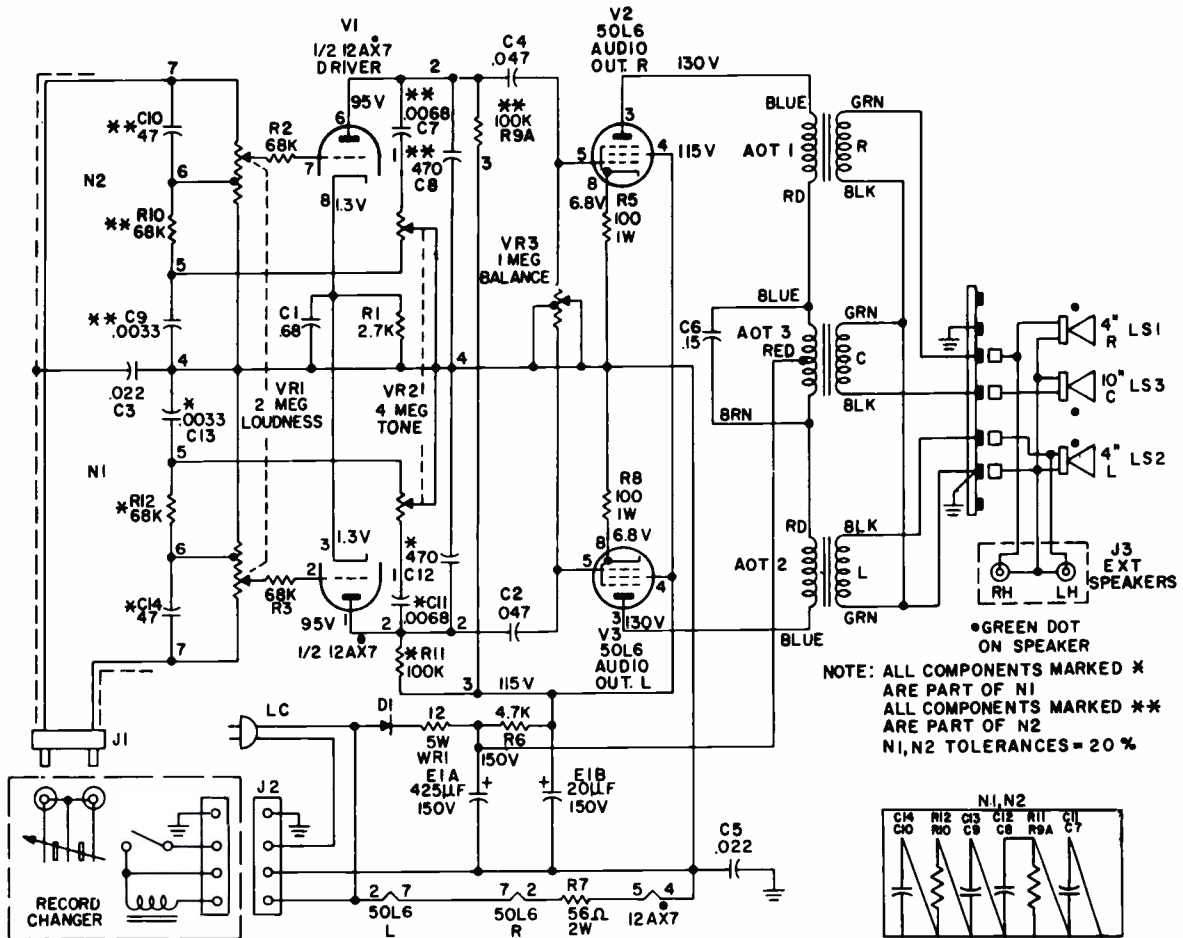 V1
1/2 12AX7
DRIVER
95V
6
7
8
1.3V
1
R2
68K
7
**C10
47
6
N2
**R10
68K
5
**C9
.0033
4
.022
C3
*
.0033
C13
5
N1
*R12
68K
6
*C14
47
7
VR1
2 MEG
LOUDNESS
C1
.68
R1
2.7K
VR2
4 MEG
TONE
**
.0068
C7
**
470
C8
2
C4
.047
**
100K
R9A
3
4
VR3
1 MEG
BALANCE
V2
50L6
AUDIO
OUT. R
130V
3
5
4
115V
8
6.8V
R5
100
1W
R8
100
1W
6.8V
8
5
4
3
130V
V3
50L6
AUDIO
OUT. L
3
1.3V
2
68K
R3
1
95V
1
1/2 12AX7
*
470
C12
*C11
.0068
2
2
*R11
100K
C2
.047
3
115V
BLUE
AOT 1
RD
R
GRN
BLK
BLUE
C6
.15
AOT 3
RED
C
GRN
BLK
BRN
RD
AOT 2
BLUE
L
BLK
GRN
4"
R
LS1
10"
C
LS3
4"
L
LS2
J3
EXT
SPEAKERS
RH
LH
●GREEN DOT
ON SPEAKER
NOTE: ALL COMPONENTS MARKED *
ARE PART OF N1
ALL COMPONENTS MARKED **
ARE PART OF N2
N1,N2 TOLERANCES=20%
J1
LC
D1
12
5W
WR1
4.7K
R6
150V
E1A
425µF
150V
E1B
20µF
150V
J2
C5
.022
2
7
50L6
L
7
2
50L6
R
R7
56Ω
2W
5
4
12AX7
RECORD
CHANGER
N1,N2
C14
C10
R12
R10
C13
C9
C12
C8
R11
R9A
C11
C7